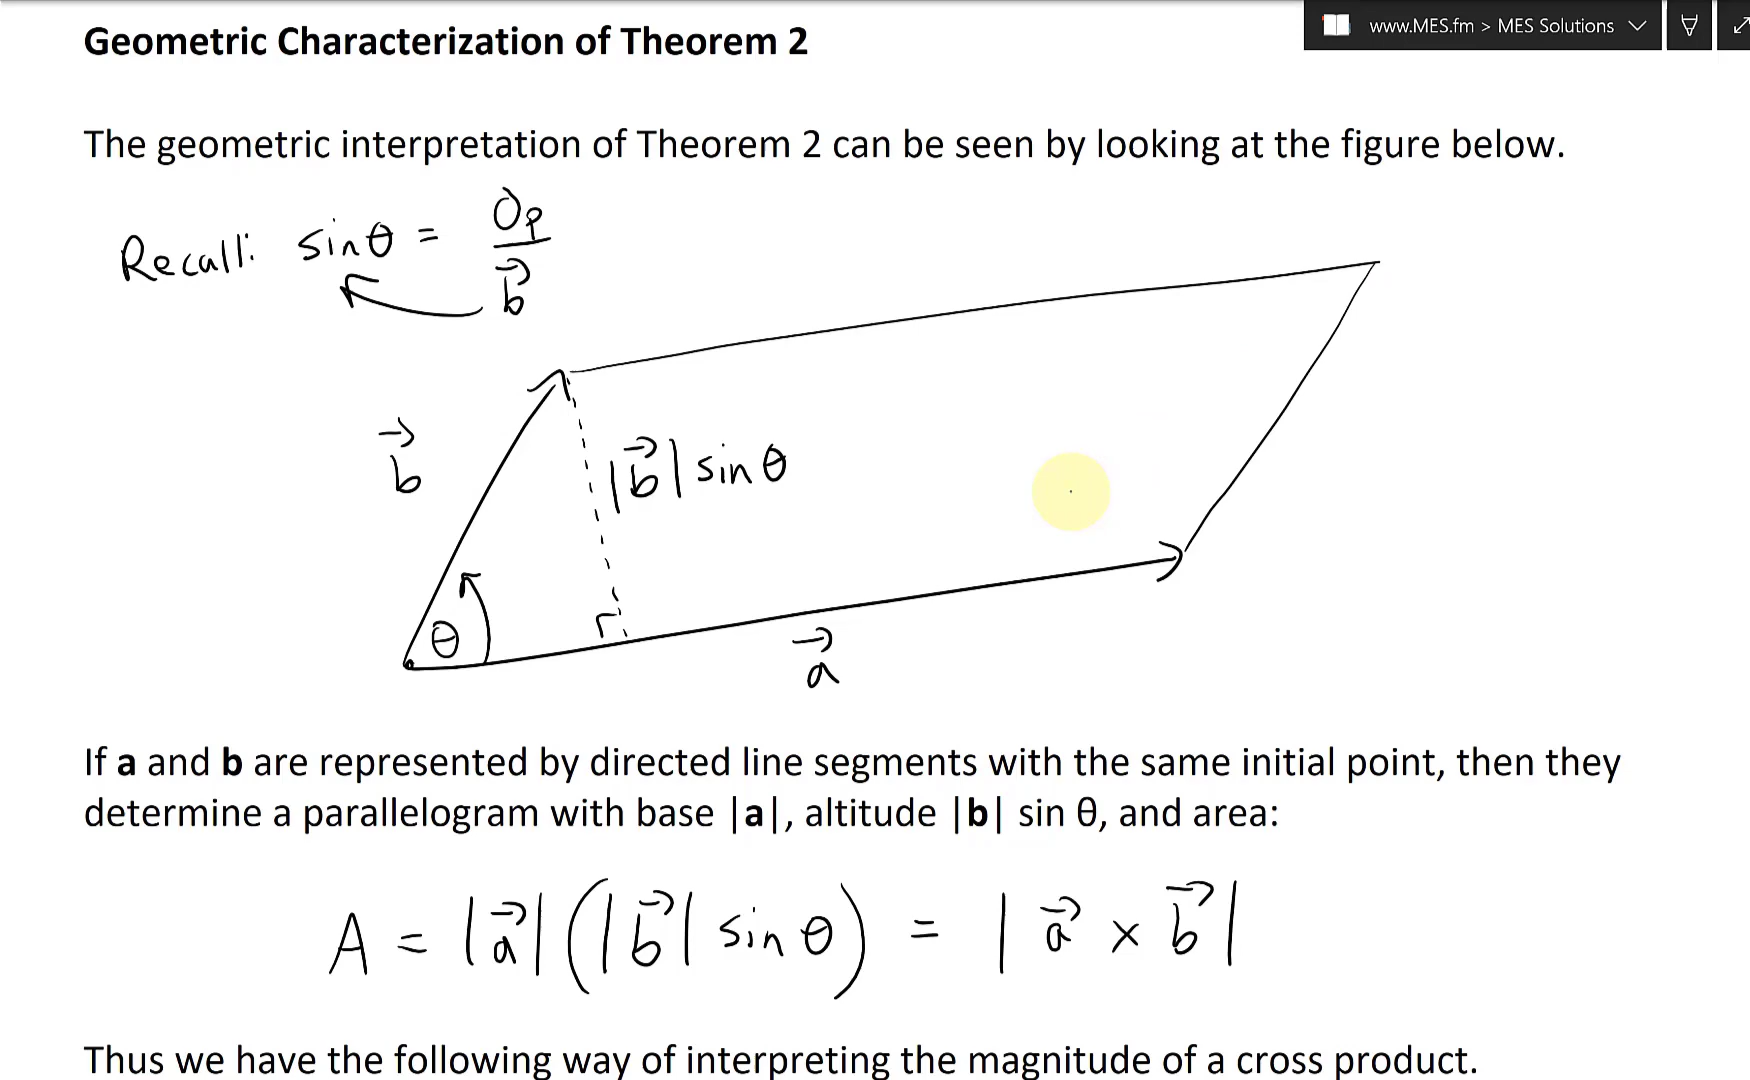 Geometric Characterization of Theorem 2
www.MES.fm > MES Solutions
The geometric interpretation of Theorem 2 can be seen by looking at the figure below.
Recall: sinθ = Op / b⃗
b⃗
|b⃗| sin θ
θ
a⃗
If a and b are represented by directed line segments with the same initial point, then they
determine a parallelogram with base |a|, altitude |b| sin θ, and area:
A = |a⃗| (|b⃗| sin θ) = | a⃗ × b⃗ |
Thus we have the following way of interpreting the magnitude of a cross product.